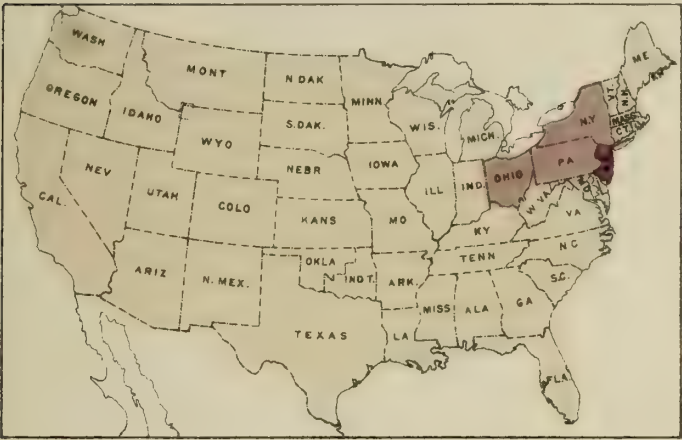 WASH
MONT
N DAK
MINN
ME
VT.
N.H.
OREGON
IDAHO
WYO
S.DAK.
WIS.
MICH.
N.Y
MASS
CT.
NEV
UTAH
COLO
NEBR
IOWA
ILL
IND.
OHIO
PA
CAL.
KANS
MO
W VA
VA
KY
ARIZ
N. MEX.
OKLA
IND T.
ARK.
TENN
N C
S.C.
TEXAS
LA
MISS
ALA
GA
FLA.